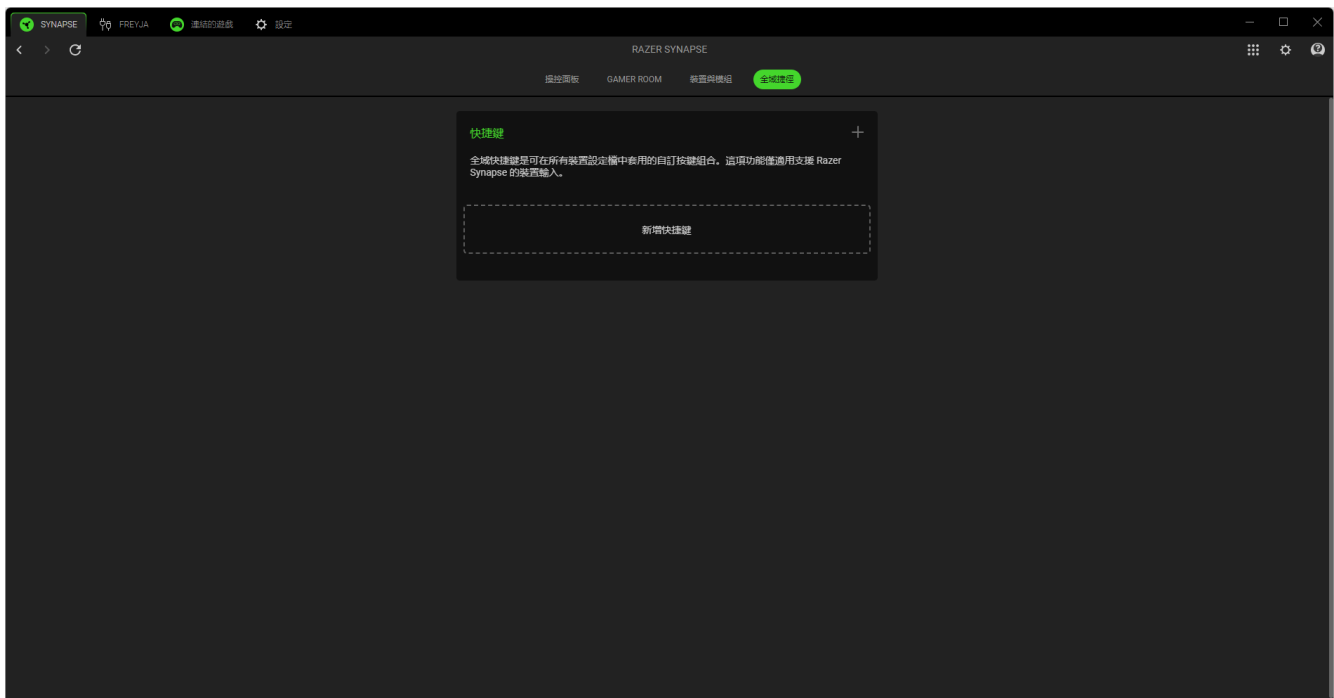 SYNAPSE FREYJA 連結的遊戲 設定
RAZER SYNAPSE
操控面板 GAMER ROOM 裝置與模組 全域捷徑
快捷鍵
全域快捷鍵是可在所有裝置設定檔中套用的自訂按鍵組合。這項功能僅適用支援 Razer
Synapse 的裝置輸入。
新增快捷鍵